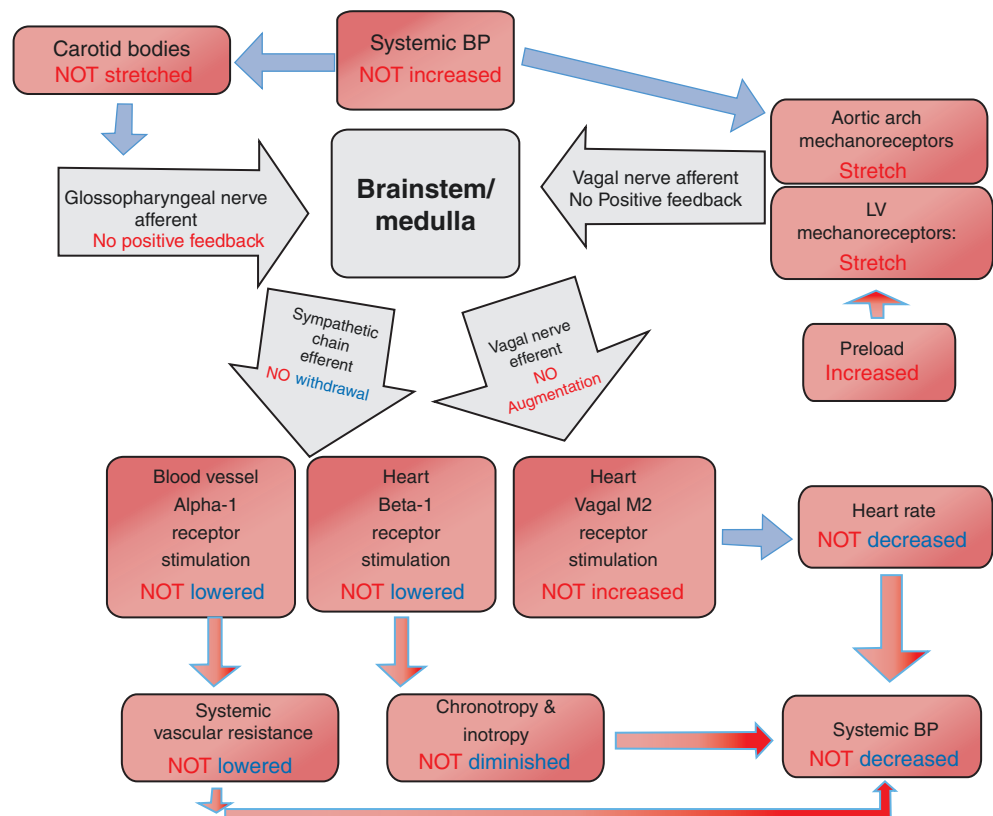 Carotid bodies
NOT stretched
Systemic BP
NOT increased
Aortic arch
mechanoreceptors
Stretch
LV
mechanoreceptors:
Stretch
Preload
Increased
Glossopharyngeal nerve
afferent
No positive feedback
Brainstem/
medulla
Vagal nerve afferent
No Positive feedback
Sympathetic
chain
efferent
NO withdrawal
Vagal nerve
efferent
NO
Augmentation
Blood vessel
Alpha-1
receptor
stimulation
NOT lowered
Heart
Beta-1
receptor
stimulation
NOT lowered
Heart
Vagal M2
receptor
stimulation
NOT increased
Heart rate
NOT decreased
Systemic
vascular resistance
NOT lowered
Chronotropy &
inotropy
NOT diminished
Systemic BP
NOT decreased